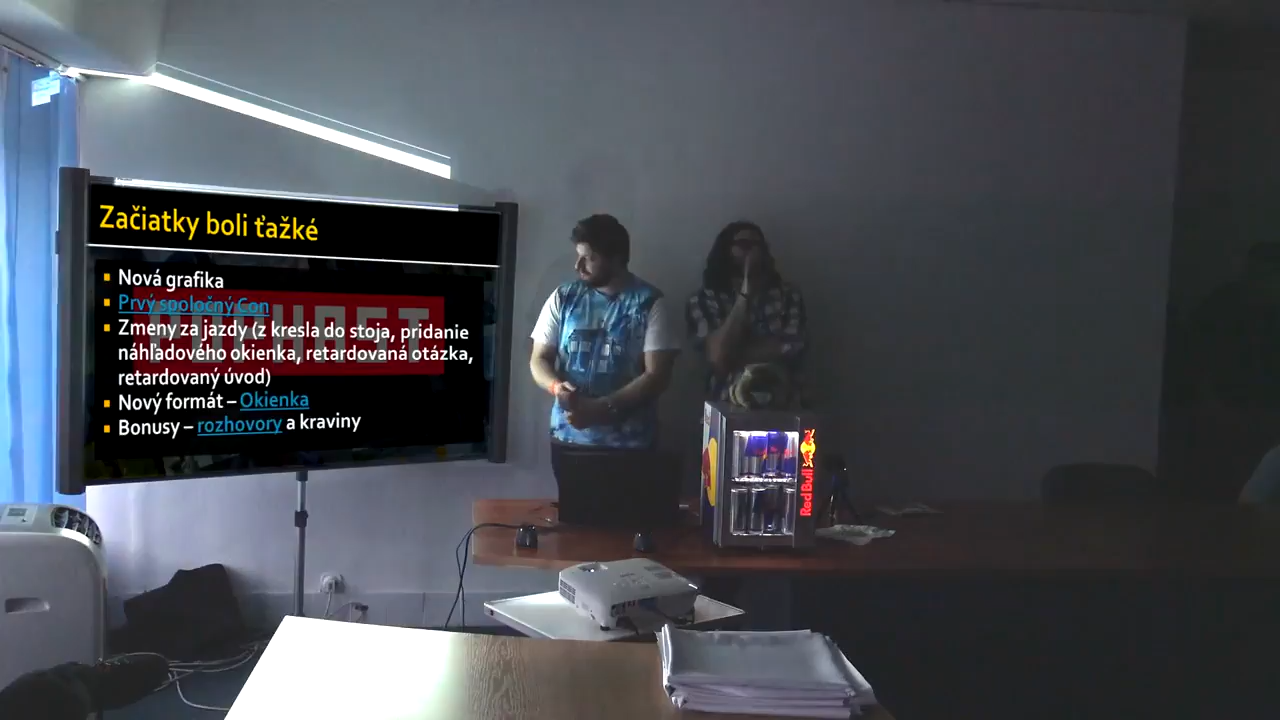 Začiatky boli ťažké
Nová grafika
Prvý spoločný Con
Zmeny za jazdy (z kresla do stoja, pridanie
náhľadového okienka, retardovaná otázka,
retardovaný úvod)
Nový formát – Okienka
Bonusy – rozhovory a kraviny
Red Bull